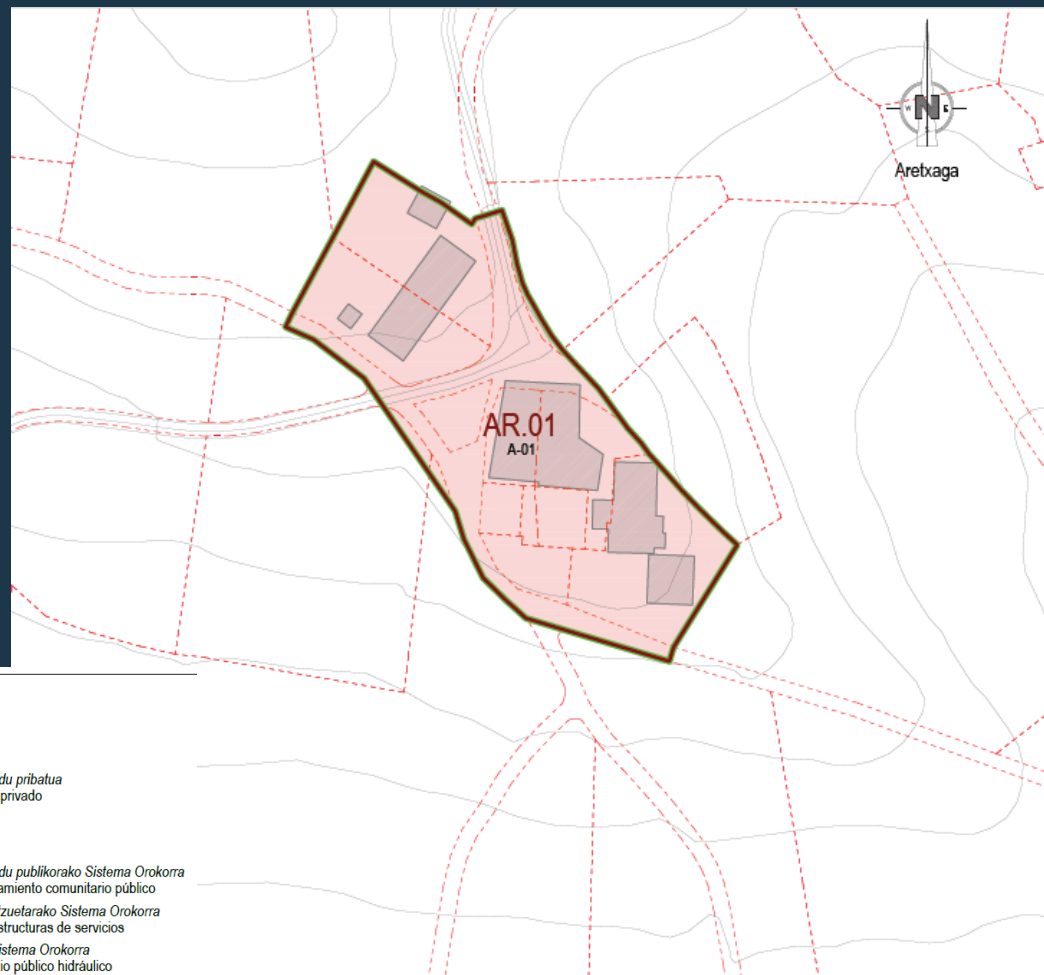 N
W
E
S
Aretxaga
AR.01
A-01
du pribatua
privado
du publikorako Sistema Orokorra
amiento comunitario público
zuetarako Sistema Orokorra
structuras de servicios
istema Orokorra
io público hidráulico